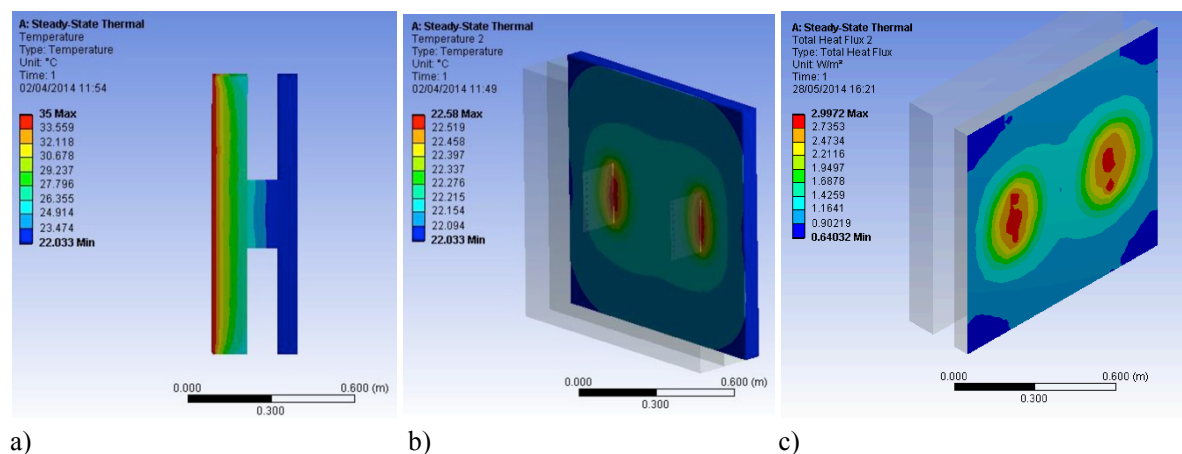 A: Steady-State Thermal
Temperature
Type: Temperature
Unit: °C
Time: 1
02/04/2014 11:54
35 Max
33.559
32.118
30.678
29.237
27.796
26.355
24.914
23.474
22.033 Min
0.000
0.600 (m)
0.300
a)
A: Steady-State Thermal
Temperature 2
Type: Temperature
Unit: °C
Time: 1
02/04/2014 11:49
22.58 Max
22.519
22.458
22.397
22.337
22.276
22.215
22.154
22.094
22.033 Min
0.000
0.600 (m)
0.300
b)
A: Steady-State Thermal
Total Heat Flux 2
Type: Total Heat Flux
Unit: W/m²
Time: 1
28/05/2014 16:21
2.9972 Max
2.7353
2.4734
2.2116
1.9497
1.6878
1.4259
1.1641
0.90219
0.64032 Min
0.000
0.600 (m)
0.300
c)